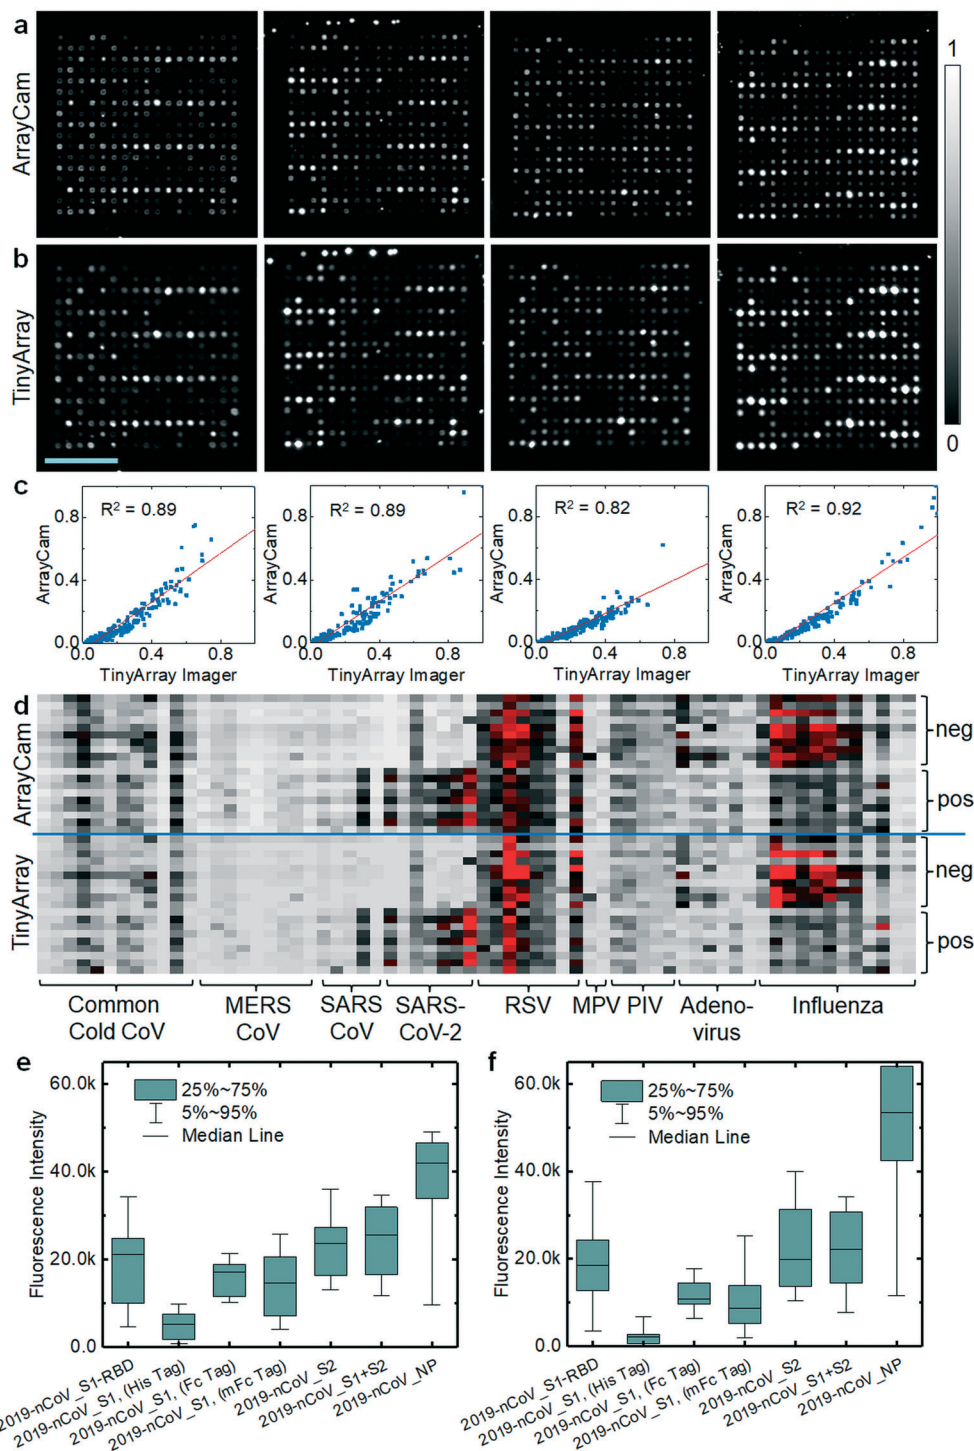 a
ArrayCam
1
b
TinyArray
0
c
R² = 0.89
R² = 0.89
R² = 0.82
R² = 0.92
ArrayCam
0.8
0.4
0.0
ArrayCam
0.8
0.4
0.0
ArrayCam
0.8
0.4
0.0
ArrayCam
0.8
0.4
0.0
0.0 0.4 0.8
0.0 0.4 0.8
0.0 0.4 0.8
0.0 0.4 0.8
TinyArray Imager
TinyArray Imager
TinyArray Imager
TinyArray Imager
d
ArrayCam
neg
pos
TinyArray
neg
pos
Common Cold CoV
MERS CoV
SARS CoV
SARS-CoV-2
RSV
MPV
PIV
Adeno-virus
Influenza
e
Fluorescence Intensity
60.0k
40.0k
20.0k
0.0
25%~75%
5%~95%
Median Line
2019-nCoV_S1-RBD
2019-nCoV_S1, (His Tag)
2019-nCoV_S1, (Fc Tag)
2019-nCoV_S1, (mFc Tag)
2019-nCoV_S2
2019-nCoV_S1+S2
2019-nCoV_NP
f
Fluorescence Intensity
60.0k
40.0k
20.0k
0.0
25%~75%
5%~95%
Median Line
2019-nCoV_S1-RBD
2019-nCoV_S1, (His Tag)
2019-nCoV_S1, (Fc Tag)
2019-nCoV_S1, (mFc Tag)
2019-nCoV_S2
2019-nCoV_S1+S2
2019-nCoV_NP